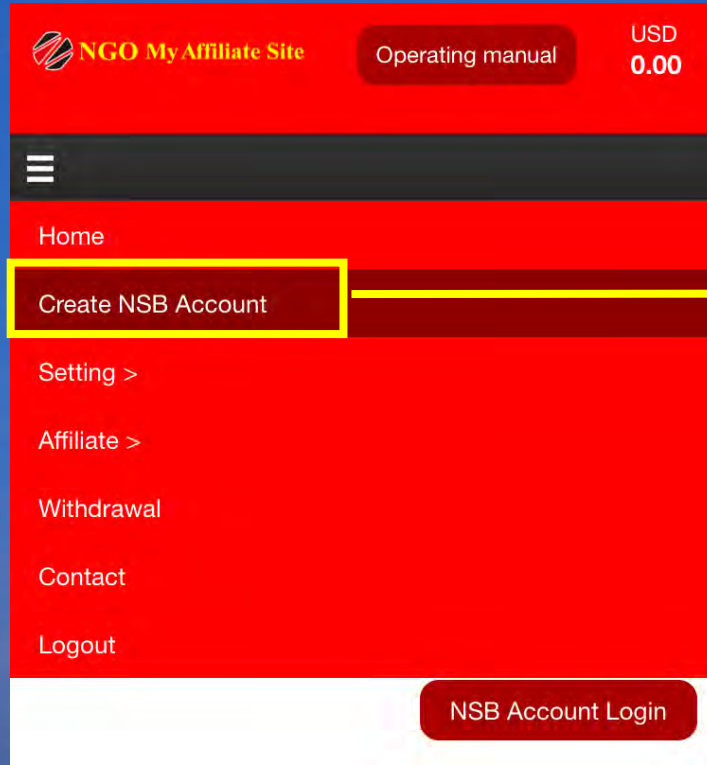 NGO My Affiliate Site
Operating manual
USD
0.00
Home
Create NSB Account
Setting >
Affiliate >
Withdrawal
Contact
Logout
NSB Account Login